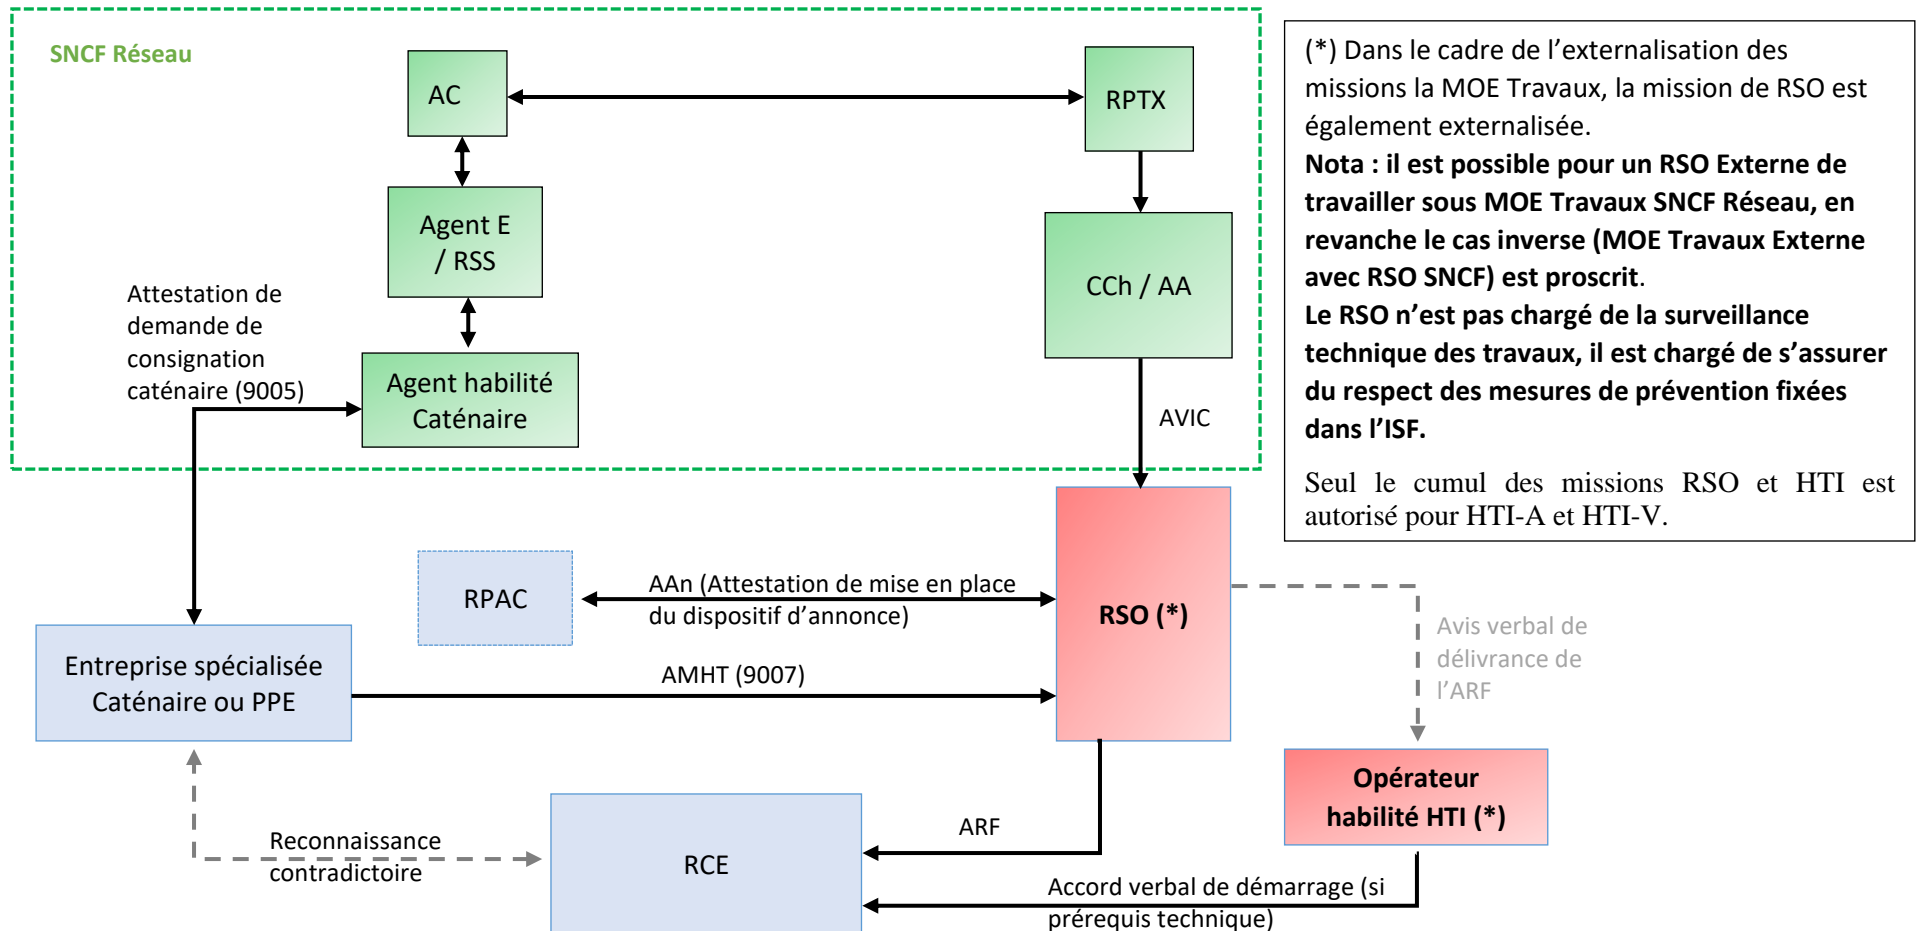 SNCF Réseau
AC
RPTX
Agent E
/ RSS
CCh / AA
Attestation de
demande de
consignation
caténaire (9005)
Agent habilité
Caténaire
AVIC
(*) Dans le cadre de l’externalisation des
missions la MOE Travaux, la mission de RSO est
également externalisée.
Nota : il est possible pour un RSO Externe de
travailler sous MOE Travaux SNCF Réseau, en
revanche le cas inverse (MOE Travaux Externe
avec RSO SNCF) est proscrit.
Le RSO n’est pas chargé de la surveillance
technique des travaux, il est chargé de s’assurer
du respect des mesures de prévention fixées
dans l’ISF.
Seul le cumul des missions RSO et HTI est
autorisé pour HTI-A et HTI-V.
RPAC
AAn (Attestation de mise en place
du dispositif d’annonce)
RSO (*)
Avis verbal de
délivrance de
l’ARF
Entreprise spécialisée
Caténaire ou PPE
AMHT (9007)
Opérateur
habilité HTI (*)
Reconnaissance
contradictoire
RCE
ARF
Accord verbal de démarrage (si
prérequis technique)